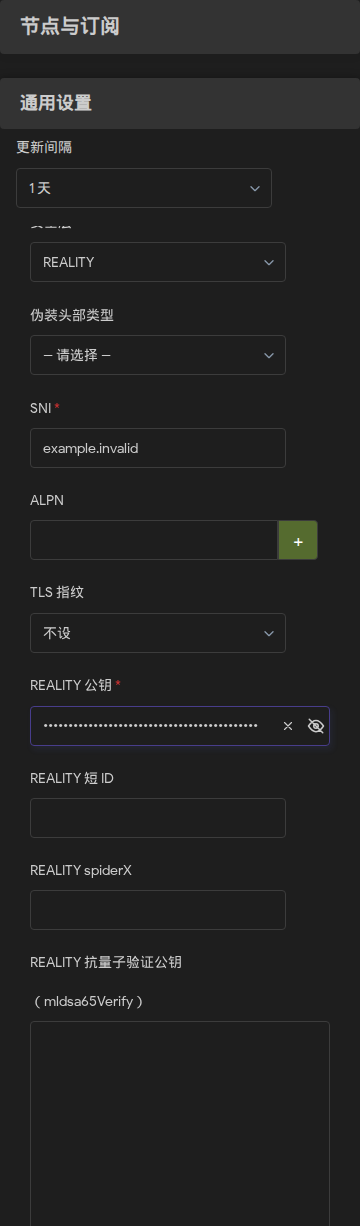 节点与订阅
通用设置
更新间隔
1 天
REALITY
伪装头部类型
— 请选择 —
SNI *
example.invalid
ALPN
+
TLS 指纹
不设
REALITY 公钥 *
REALITY 短 ID
REALITY spiderX
REALITY 抗量子验证公钥
（ mldsa65Verify ）